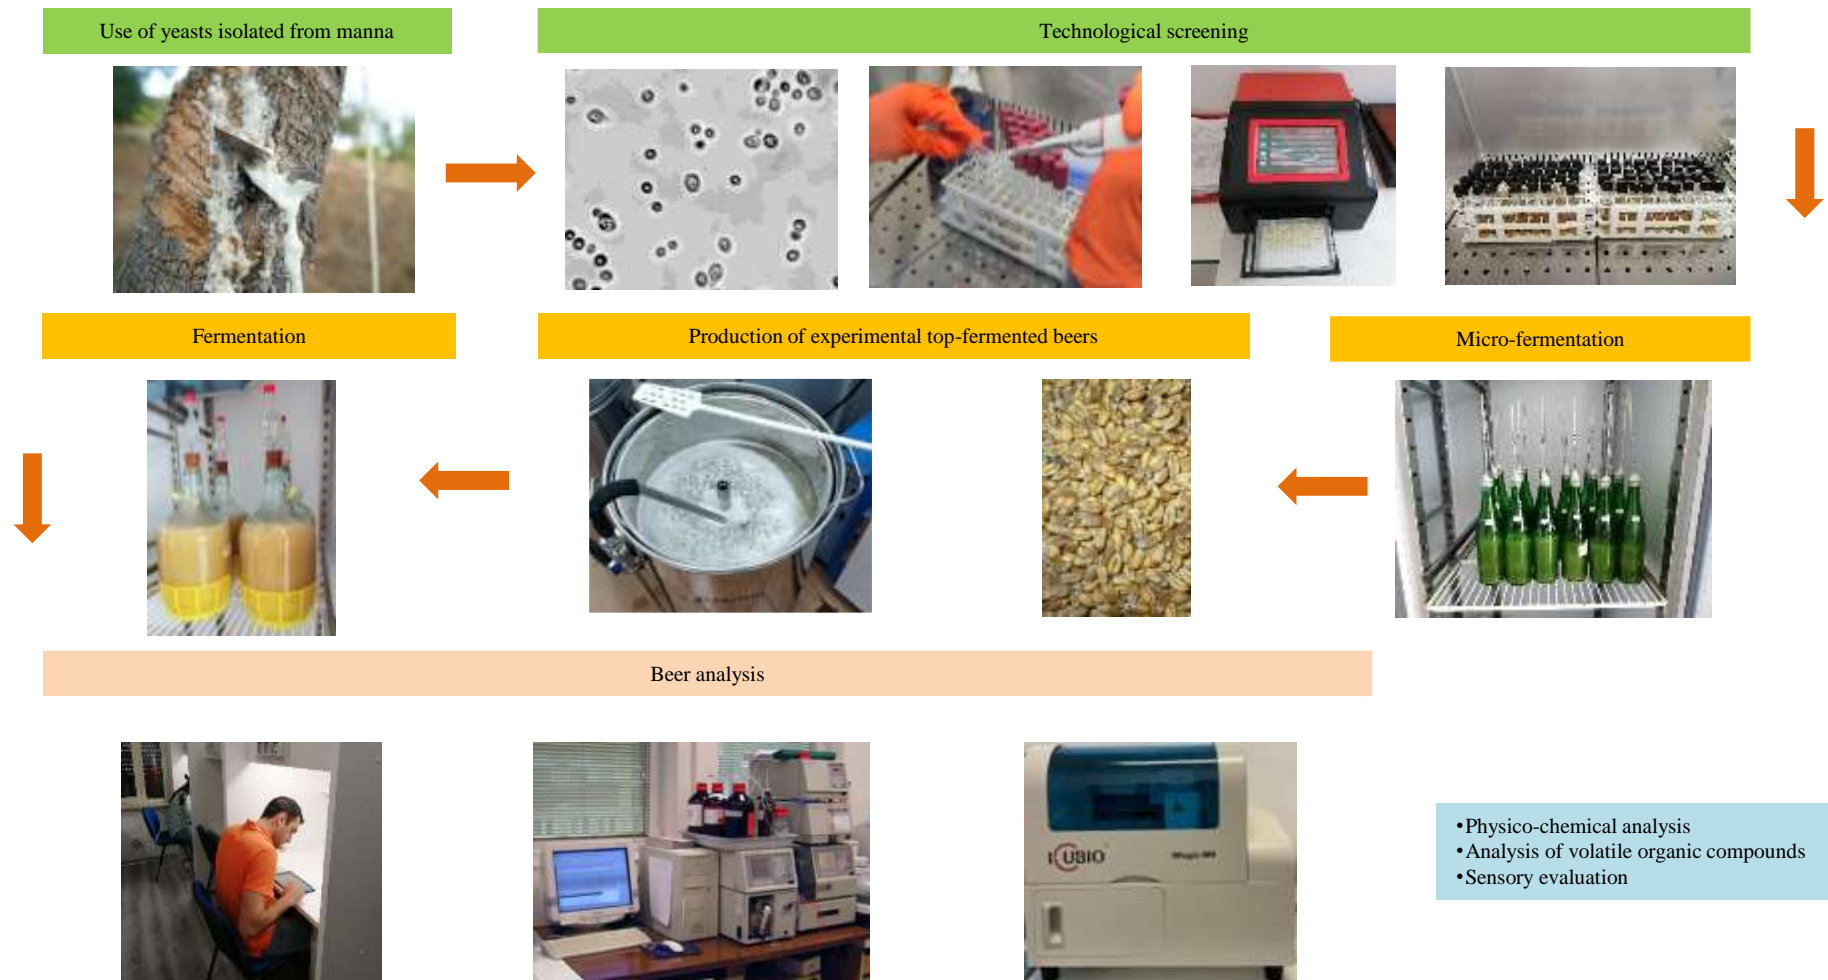 Use of yeasts isolated from manna
Technological screening
Fermentation
Production of experimental top-fermented beers
Micro-fermentation
Beer analysis
•Physico-chemical analysis
•Analysis of volatile organic compounds
•Sensory evaluation